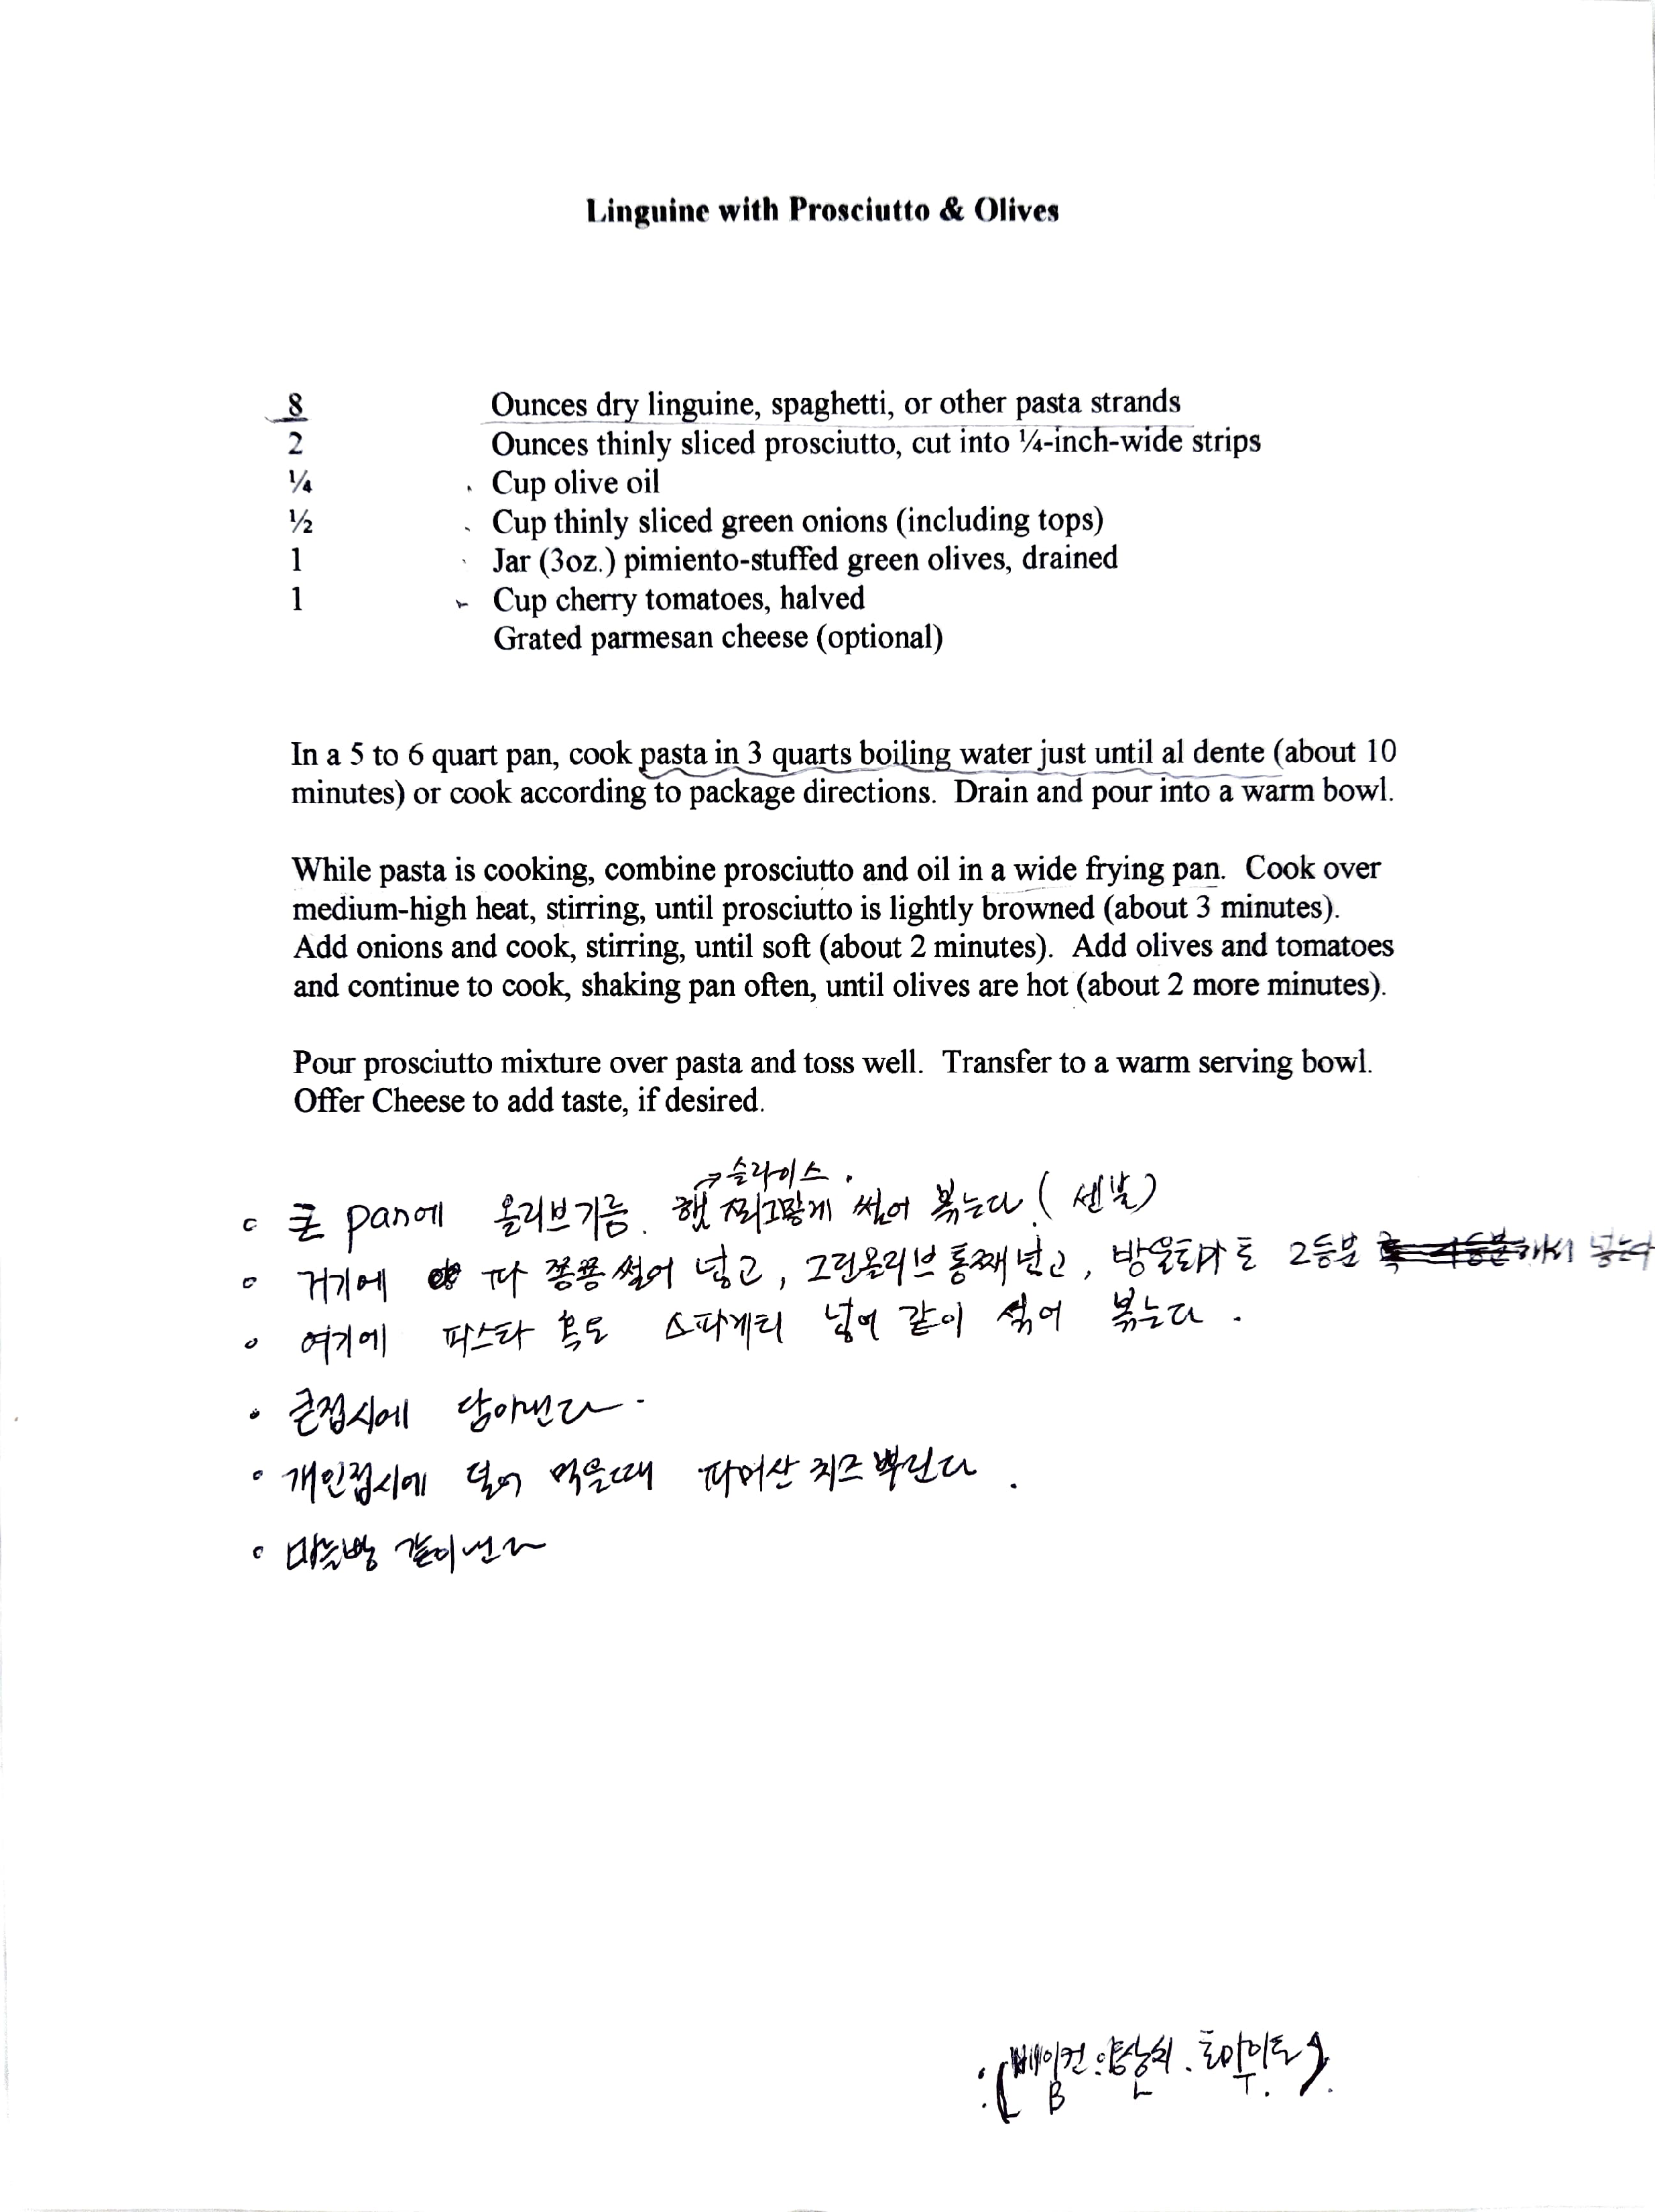 Linguine with Prosciutto & Olives
8 Ounces dry linguine, spaghetti, or other pasta strands
2 Ounces thinly sliced prosciutto, cut into ¼-inch-wide strips
¼ Cup olive oil
½ Cup thinly sliced green onions (including tops)
1 Jar (3oz.) pimiento-stuffed green olives, drained
1 Cup cherry tomatoes, halved
Grated parmesan cheese (optional)
In a 5 to 6 quart pan, cook pasta in 3 quarts boiling water just until al dente (about 10
minutes) or cook according to package directions. Drain and pour into a warm bowl.
While pasta is cooking, combine prosciutto and oil in a wide frying pan. Cook over
medium-high heat, stirring, until prosciutto is lightly browned (about 3 minutes).
Add onions and cook, stirring, until soft (about 2 minutes). Add olives and tomatoes
and continue to cook, shaking pan often, until olives are hot (about 2 more minutes).
Pour prosciutto mixture over pasta and toss well. Transfer to a warm serving bowl.
Offer Cheese to add taste, if desired.
→슬라이스.
큰 pan에 올리브기름. 햄 썰어 볶는다. (센불)
거기에 파 쫑쫑 썰어 넣고, 그린올리브 통째 넣고, 방울토마토 2등분 해서 넣는다
여기에 파스타 혹은 스파게티 넣어 같이 섞어 볶는다.
큰접시에 담아낸다.
개인접시에 덜어 먹을때 파머산 치즈 뿌린다.
마늘빵 같이낸다
(베이컨. 양상치. 토마이토)
B L T.